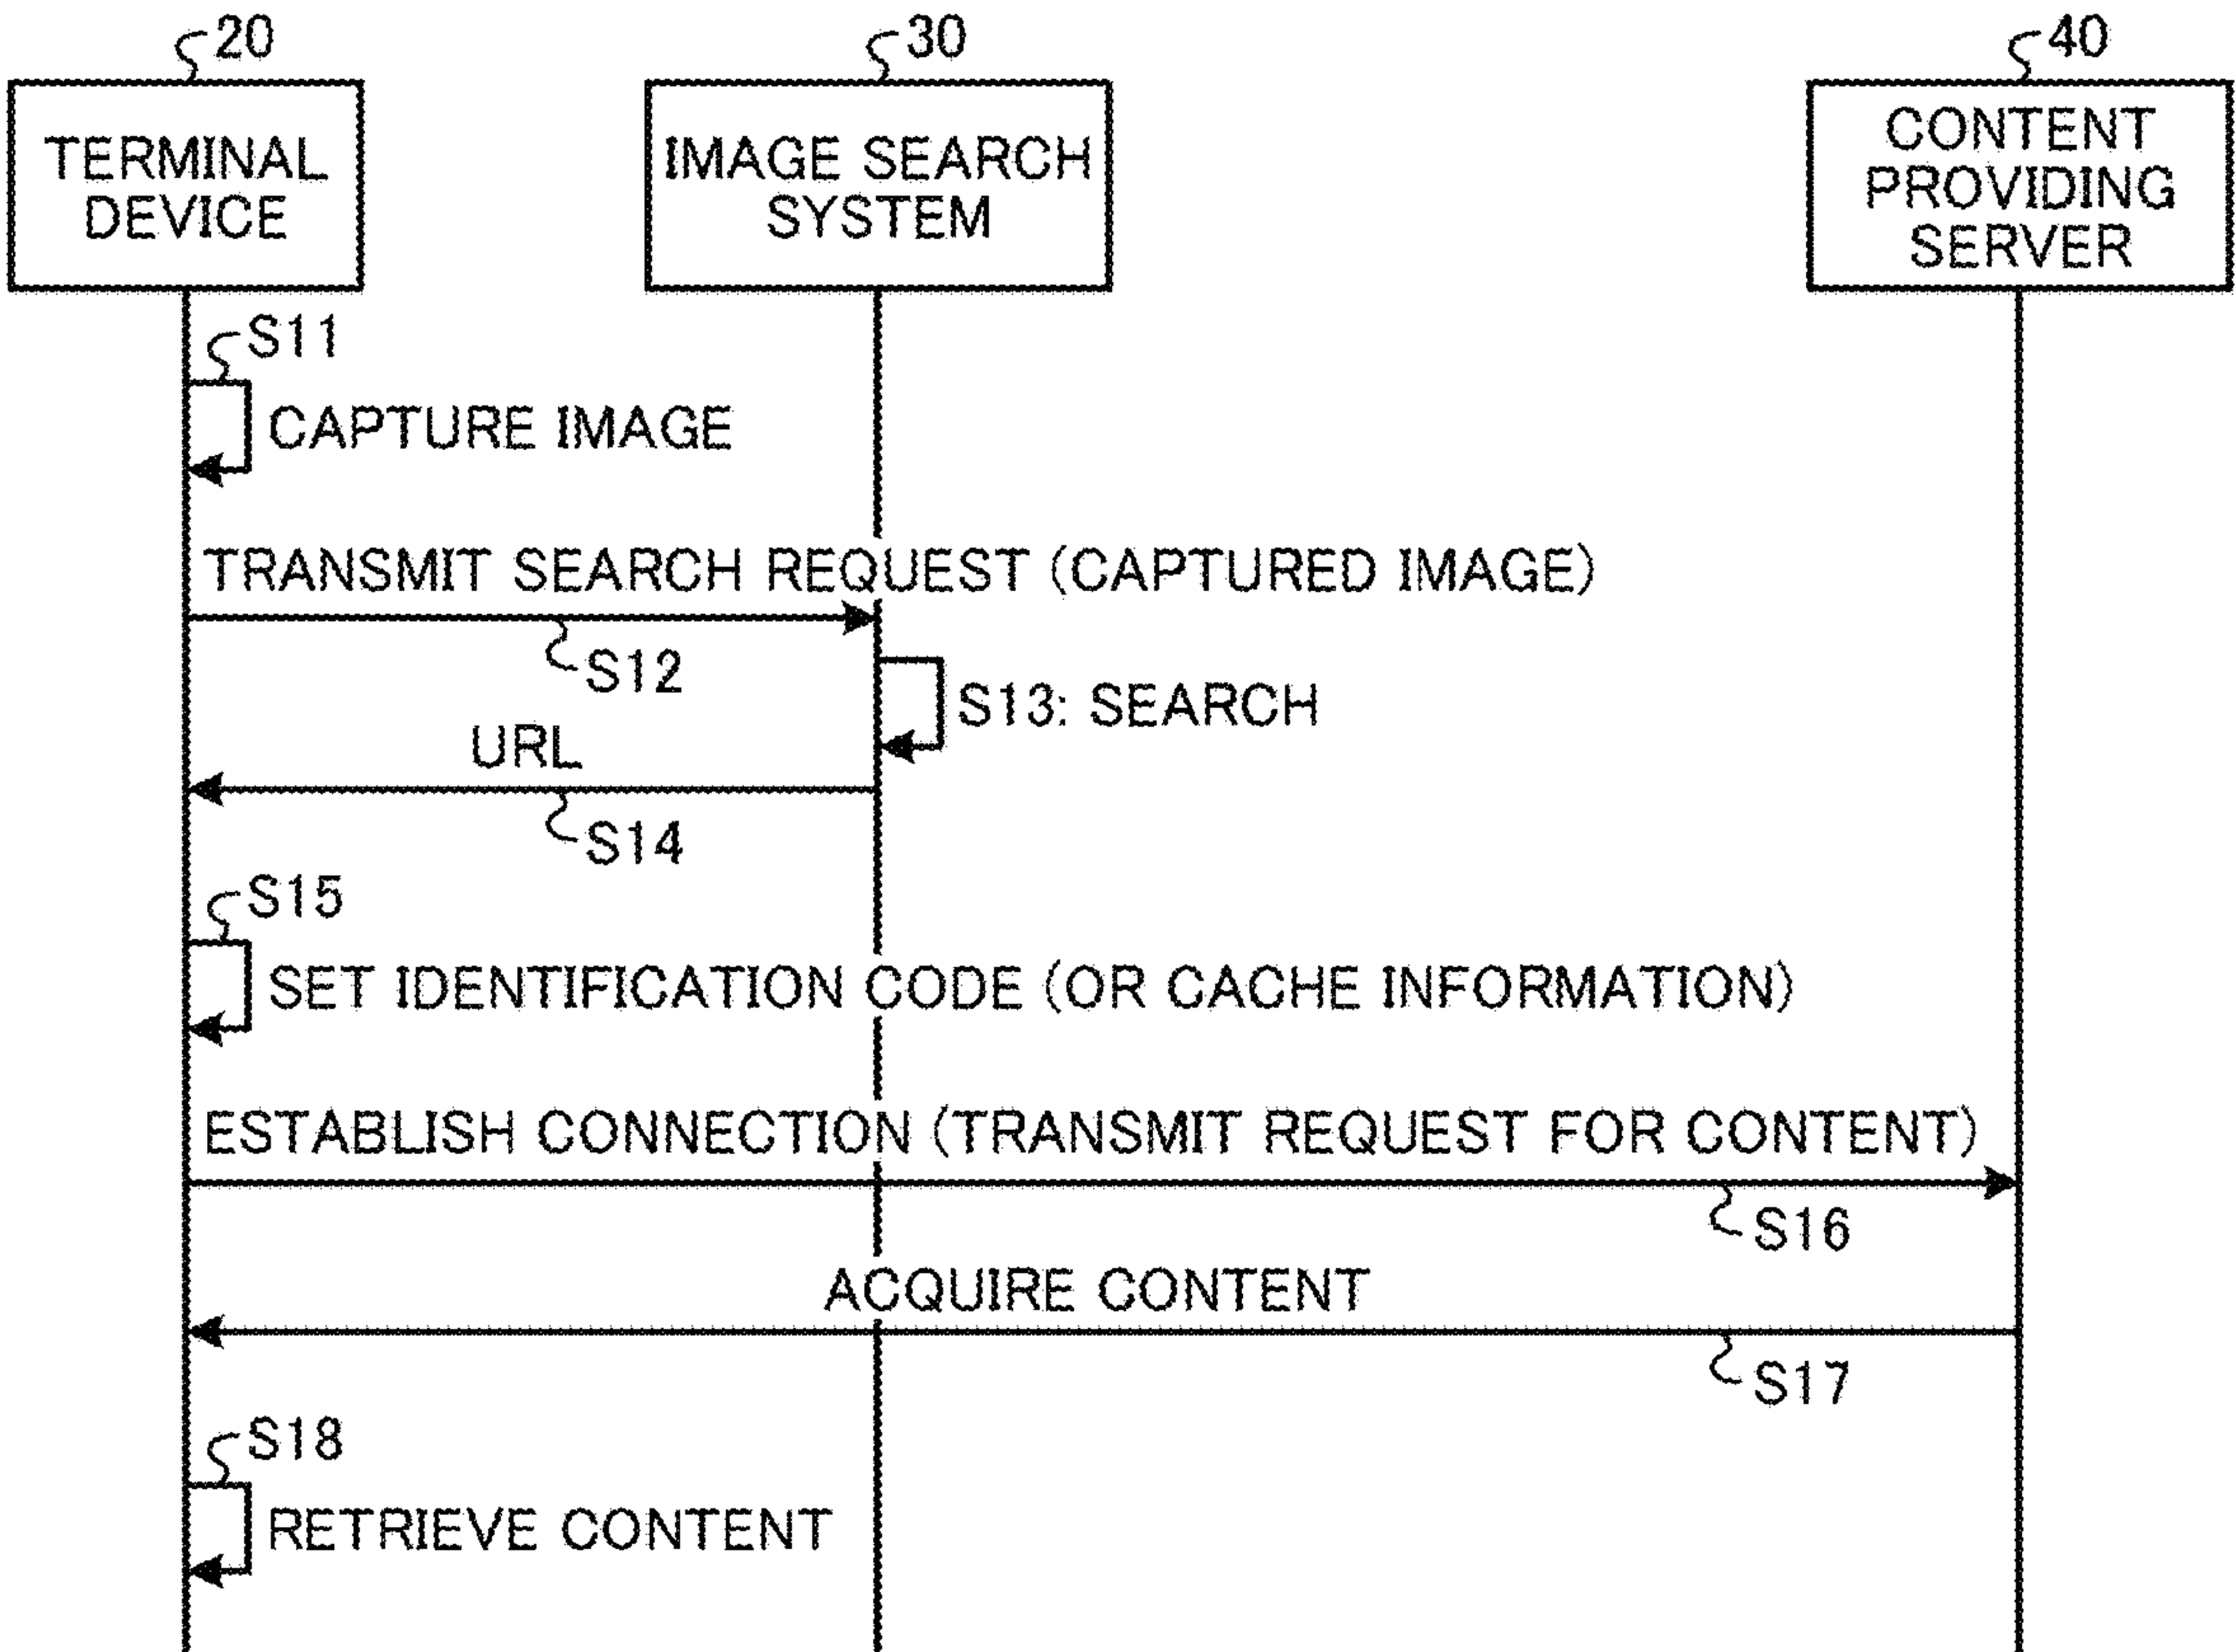 20
30
40
TERMINAL
DEVICE
IMAGE SEARCH
SYSTEM
CONTENT
PROVIDING
SERVER
S11
CAPTURE IMAGE
TRANSMIT SEARCH REQUEST (CAPTURED IMAGE)
S12
S13: SEARCH
URL
S14
S15
SET IDENTIFICATION CODE (OR CACHE INFORMATION)
ESTABLISH CONNECTION (TRANSMIT REQUEST FOR CONTENT)
S16
ACQUIRE CONTENT
S17
S18
RETRIEVE CONTENT